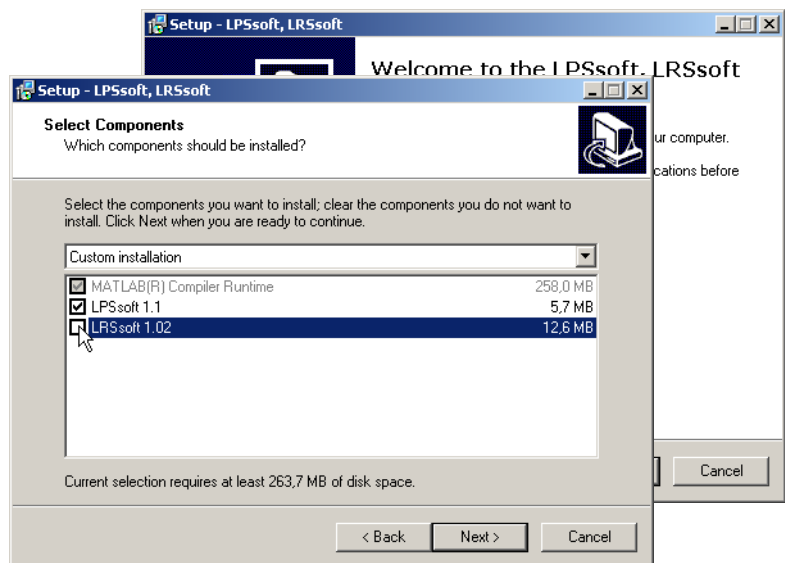 Setup - LPSsoft, LRSsoft
Welcome to the LPSsoft, LRSsoft
ur computer.
cations before
Cancel
Setup - LPSsoft, LRSsoft
Select Components
Which components should be installed?
Select the components you want to install; clear the components you do not want to
install. Click Next when you are ready to continue.
Custom installation
MATLAB(R) Compiler Runtime 258,0 MB
LPSsoft 1.1 5,7 MB
LRSsoft 1.02 12,6 MB
Current selection requires at least 263,7 MB of disk space.
< Back Next > Cancel